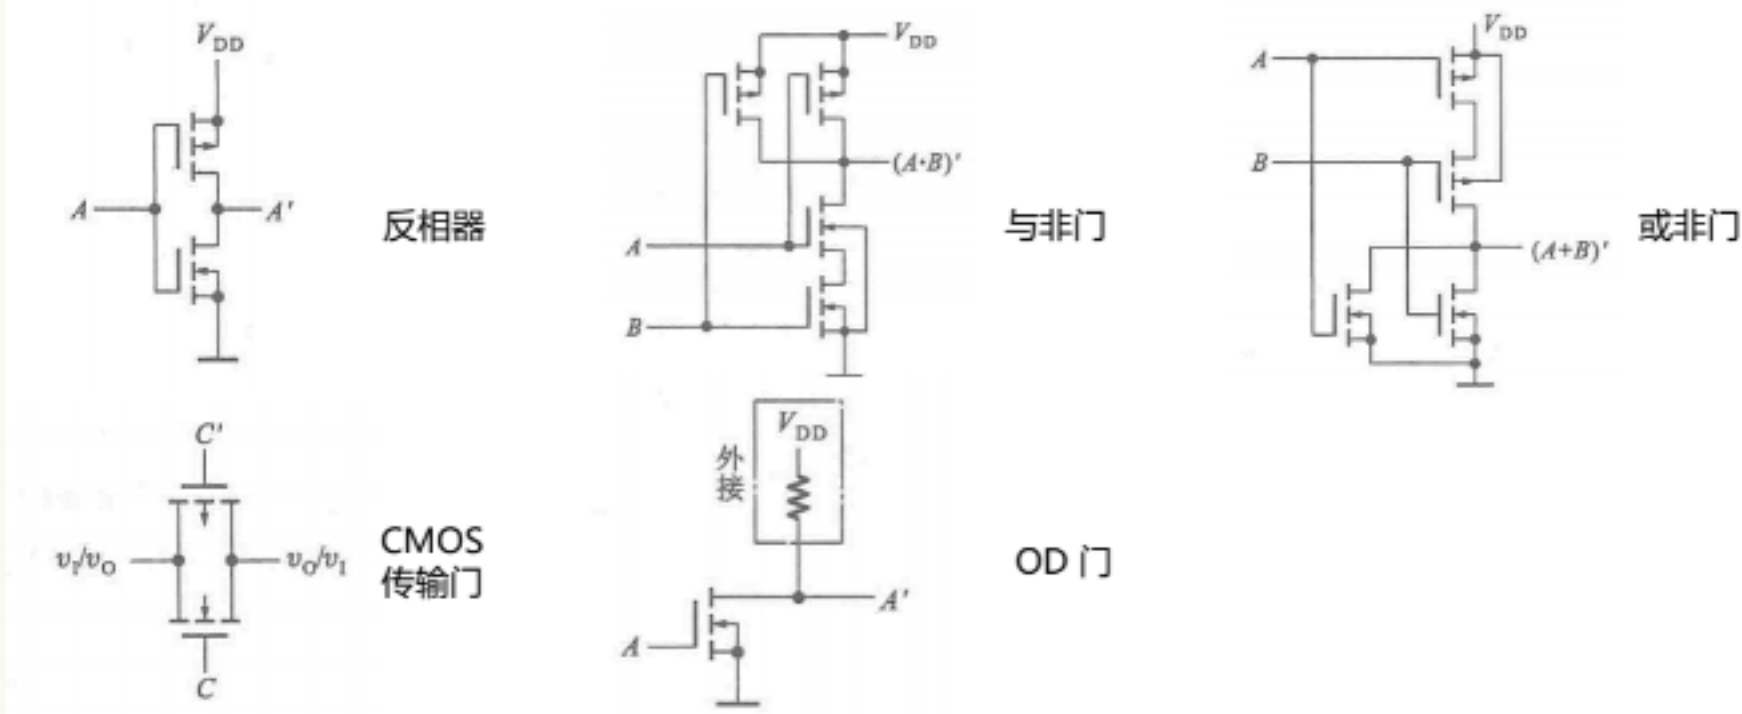 V_DD
A
A'
反相器
V_DD
(A·B)'
A
B
与非门
V_DD
A
B
(A+B)'
或非门
C'
v_I/v_O
v_O/v_I
C
CMOS
传输门
V_DD
外
接
A'
A
OD 门